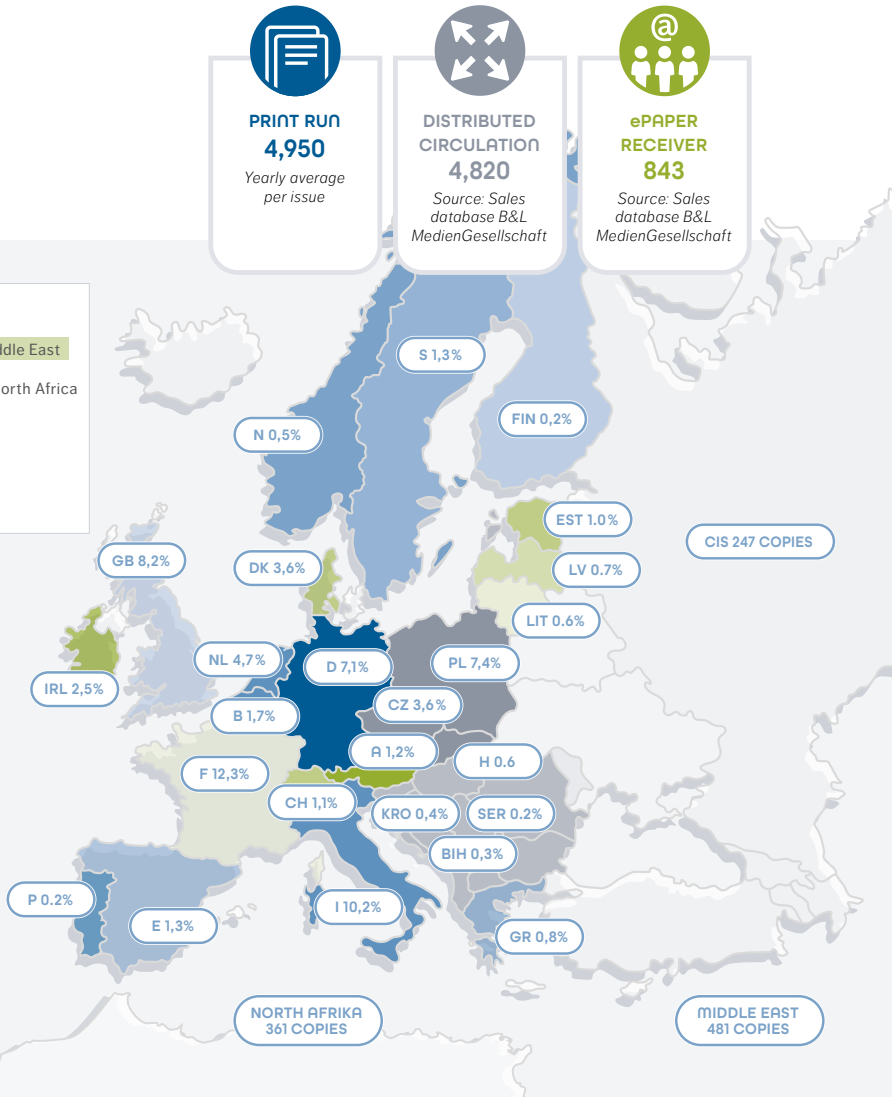 @
PRINT RUN
4,950
Yearly average
per issue
DISTRIBUTED
CIRCULATION
4,820
Source: Sales
database B&L
MedienGesellschaft
ePAPER
RECEIVER
843
Source: Sales
database B&L
MedienGesellschaft
East
Africa
S 1,3%
FIN 0,2%
N 0,5%
EST 1.0%
CIS 247 COPIES
GB 8,2%
DK 3,6%
LV 0.7%
LIT 0.6%
NL 4,7%
D 7,1%
PL 7,4%
IRL 2,5%
CZ 3,6%
B 1,7%
A 1,2%
H 0.6
F 12,3%
CH 1,1%
KRO 0,4%
SER 0.2%
BIH 0,3%
P 0.2%
I 10,2%
E 1,3%
GR 0,8%
NORTH AFRIKA
361 COPIES
MIDDLE EAST
481 COPIES